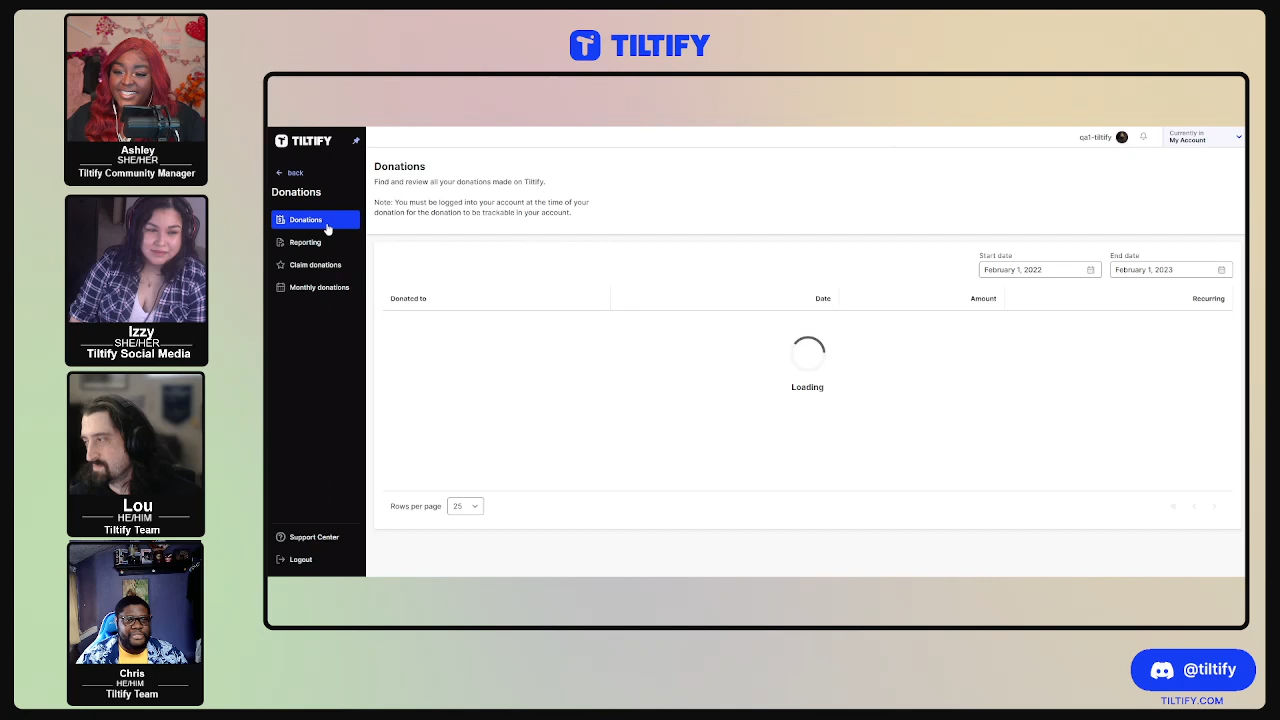 TILTIFY
Ashley
SHE/HER
Tiltify Community Manager
Izzy
SHE/HER
Tiltify Social Media
Lou
HE/HIM
Tiltify Team
Chris
HE/HIM
Tiltify Team
TILTIFY
back
Donations
Donations
Reporting
Claim donations
Monthly donations
Support Center
Logout
qa1-tiltify
Currently in
My Account
Donations
Find and review all your donations made on Tiltify.
Note: You must be logged into your account at the time of your
donation for the donation to be trackable in your account.
Start date
End date
February 1, 2022
February 1, 2023
Donated to
Date
Amount
Recurring
Loading
Rows per page
25
@tiltify
TILTIFY.COM